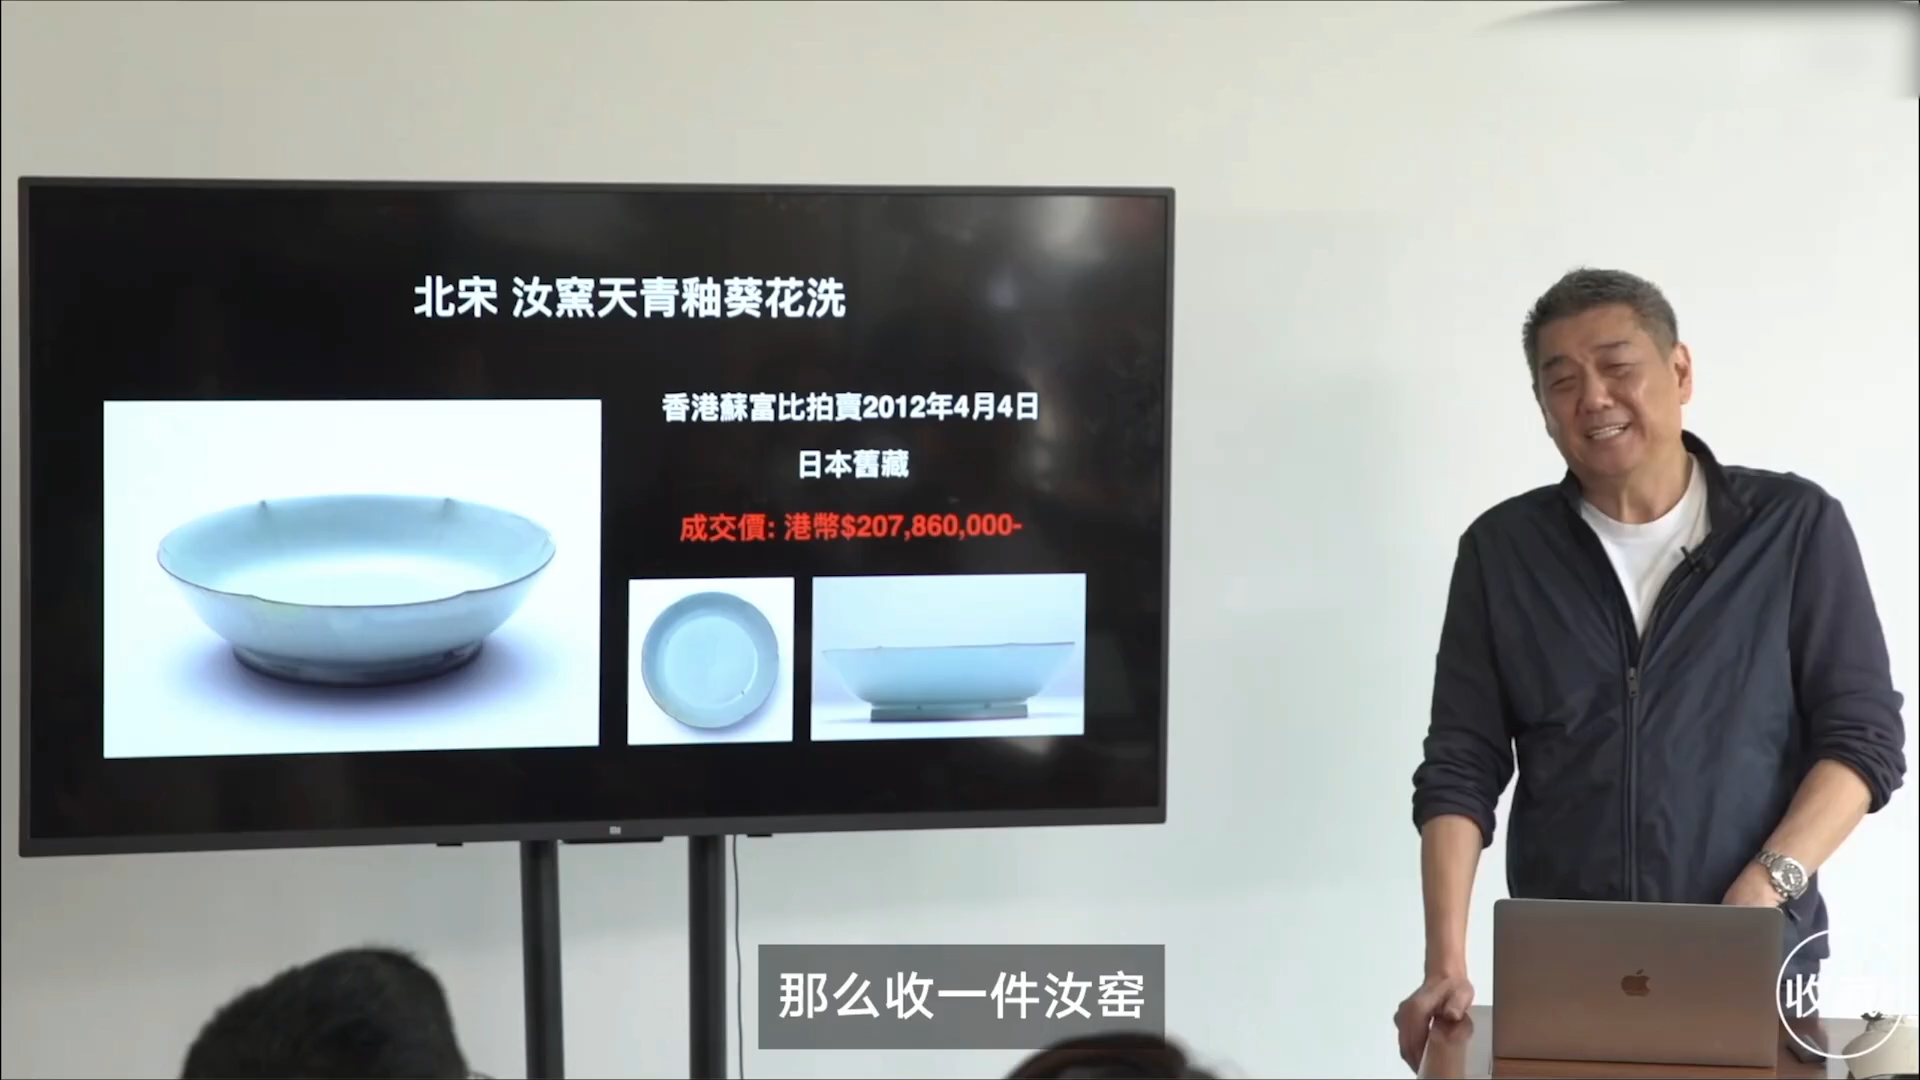 北宋 汝窯天青釉葵花洗
香港蘇富比拍賣2012年4月4日
日本舊藏
成交價: 港幣$207,860,000-
那么收一件汝窑